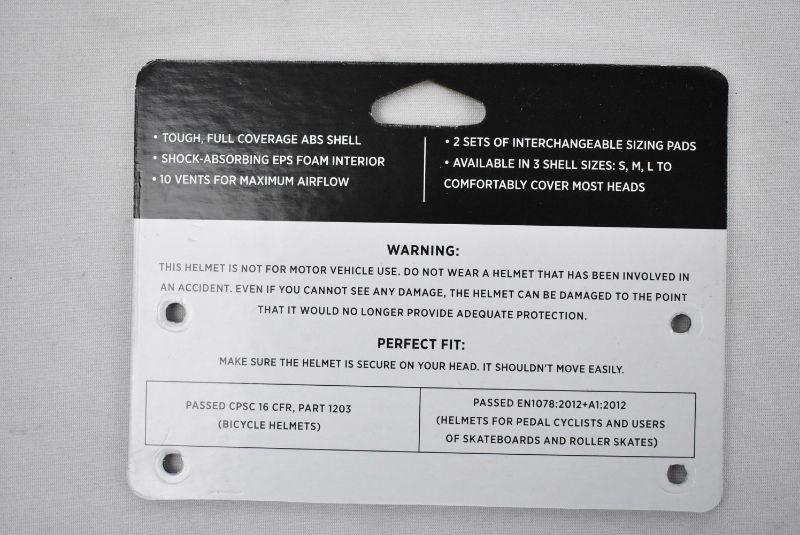 • TOUGH, FULL COVERAGE ABS SHELL
• SHOCK-ABSORBING EPS FOAM INTERIOR
• 10 VENTS FOR MAXIMUM AIRFLOW
• 2 SETS OF INTERCHANGEABLE SIZING PADS
• AVAILABLE IN 3 SHELL SIZES: S, M, L TO
COMFORTABLY COVER MOST HEADS
WARNING:
THIS HELMET IS NOT FOR MOTOR VEHICLE USE. DO NOT WEAR A HELMET THAT HAS BEEN INVOLVED IN
AN ACCIDENT. EVEN IF YOU CANNOT SEE ANY DAMAGE, THE HELMET CAN BE DAMAGED TO THE POINT
THAT IT WOULD NO LONGER PROVIDE ADEQUATE PROTECTION.
PERFECT FIT:
MAKE SURE THE HELMET IS SECURE ON YOUR HEAD. IT SHOULDN'T MOVE EASILY.
PASSED CPSC 16 CFR, PART 1203
(BICYCLE HELMETS)
PASSED EN1078:2012+A1:2012
(HELMETS FOR PEDAL CYCLISTS AND USERS
OF SKATEBOARDS AND ROLLER SKATES)